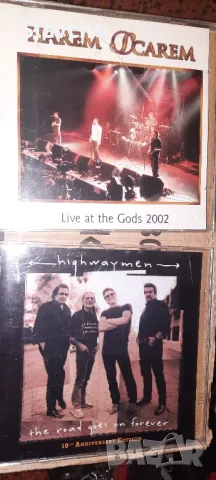 HAREM SCAREM
Live at the Gods 2002
highwaymen
the road goes on forever
10TH ANNIVERSARY EDITION